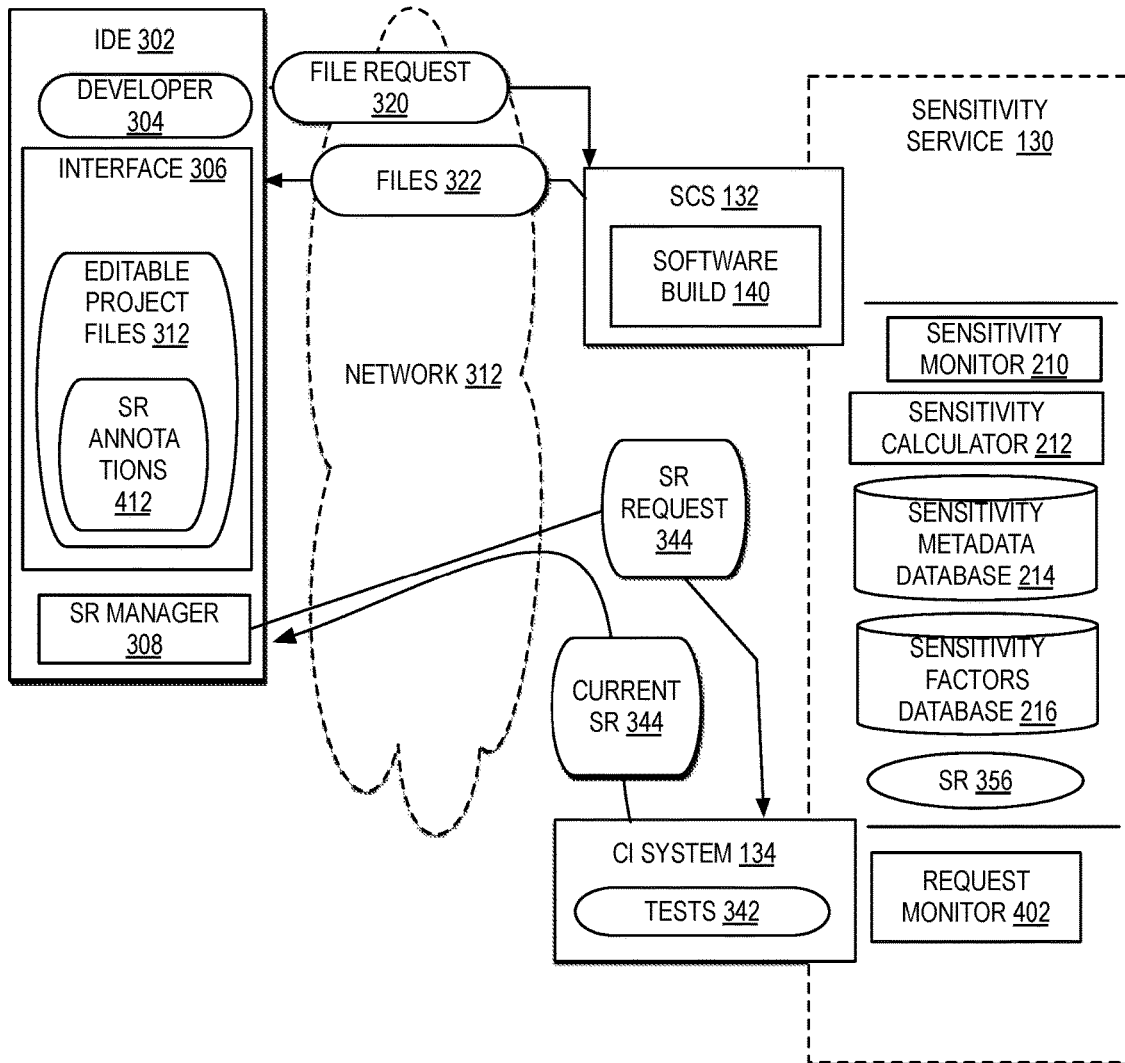 IDE 302
DEVELOPER
304
INTERFACE 306
EDITABLE
PROJECT
FILES 312
SR
ANNOTA
TIONS
412
SR MANAGER
308
FILE REQUEST
320
FILES 322
NETWORK 312
SR
REQUEST
344
CURRENT
SR 344
SCS 132
SOFTWARE
BUILD 140
CI SYSTEM 134
TESTS 342
SENSITIVITY
SERVICE 130
SENSITIVITY
MONITOR 210
SENSITIVITY
CALCULATOR 212
SENSITIVITY
METADATA
DATABASE 214
SENSITIVITY
FACTORS
DATABASE 216
SR 356
REQUEST
MONITOR 402